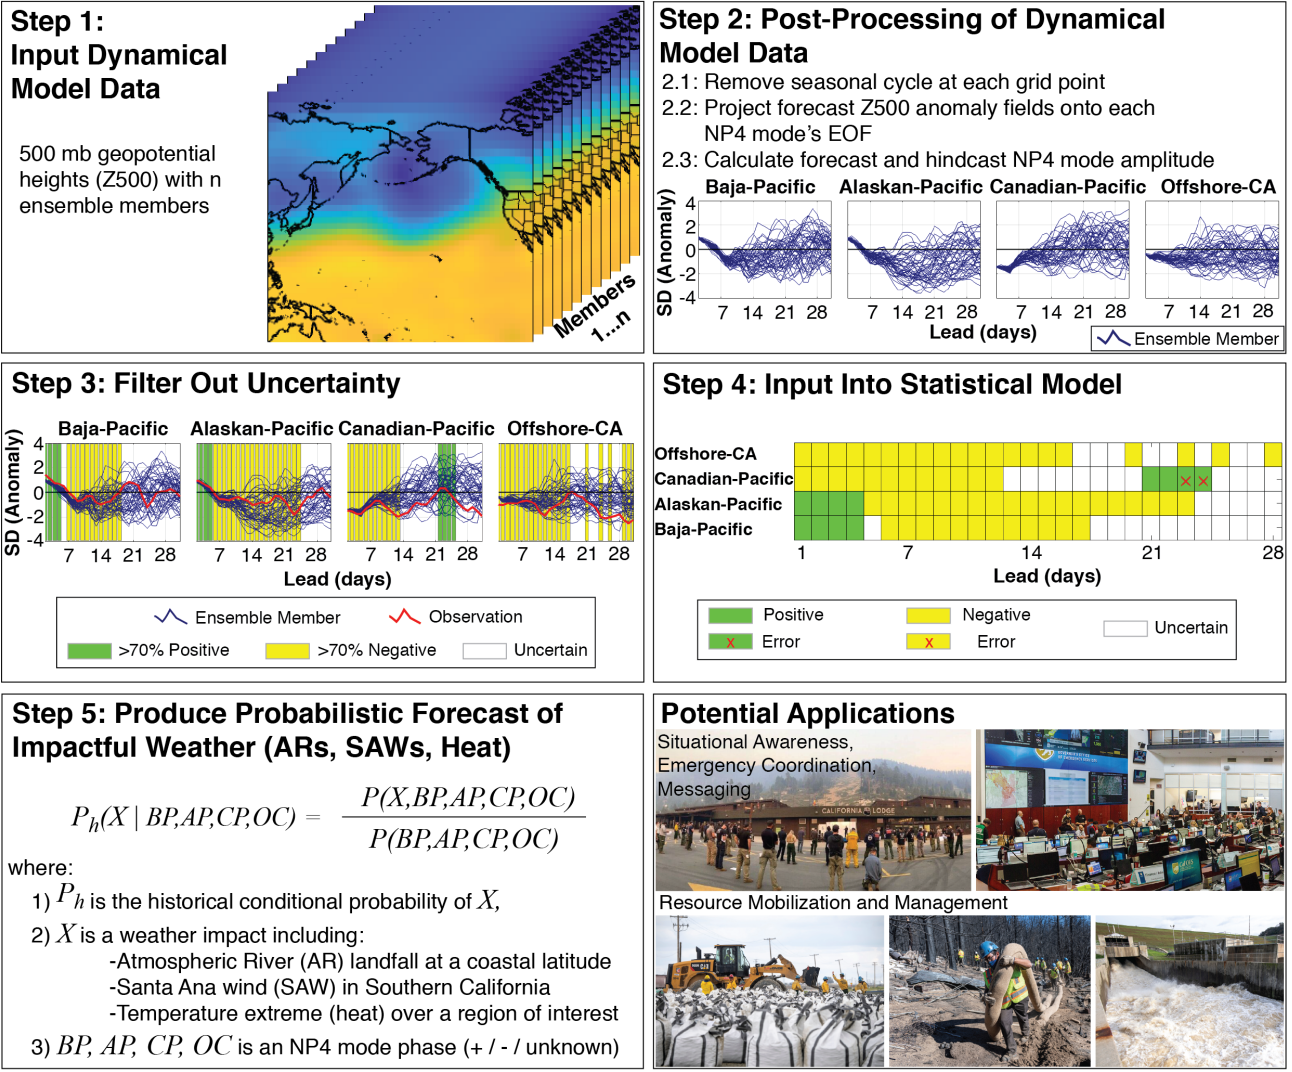 Step 1:
Input Dynamical
Model Data
500 mb geopotential
heights (Z500) with n
ensemble members
Members
1...n
Step 2: Post-Processing of Dynamical
Model Data
2.1: Remove seasonal cycle at each grid point
2.2: Project forecast Z500 anomaly fields onto each
NP4 mode's EOF
2.3: Calculate forecast and hindcast NP4 mode amplitude
Baja-Pacific Alaskan-Pacific Canadian-Pacific Offshore-CA
SD (Anomaly)
4
2
0
-2
-4
7 14 21 28 7 14 21 28 7 14 21 28 7 14 21 28
Lead (days)
Ensemble Member
Step 3: Filter Out Uncertainty
Baja-Pacific Alaskan-Pacific Canadian-Pacific Offshore-CA
SD (Anomaly)
4
2
0
-2
-4
7 14 21 28 7 14 21 28 7 14 21 28 7 14 21 28
Lead (days)
Ensemble Member Observation
>70% Positive >70% Negative Uncertain
Step 4: Input Into Statistical Model
Offshore-CA
Canadian-Pacific X X
Alaskan-Pacific
Baja-Pacific
1 7 14 21 28
Lead (days)
Positive Negative
Uncertain
X Error X Error
Step 5: Produce Probabilistic Forecast of
Impactful Weather (ARs, SAWs, Heat)
Ph(X | BP,AP,CP,OC) = P(X,BP,AP,CP,OC)
P(BP,AP,CP,OC)
where:
1) Ph is the historical conditional probability of X,
2) X is a weather impact including:
-Atmospheric River (AR) landfall at a coastal latitude
-Santa Ana wind (SAW) in Southern California
-Temperature extreme (heat) over a region of interest
3) BP, AP, CP, OC is an NP4 mode phase (+ / - / unknown)
Potential Applications
Situational Awareness,
Emergency Coordination,
Messaging
CALIFORNIA LODGE
Resource Mobilization and Management
CAT